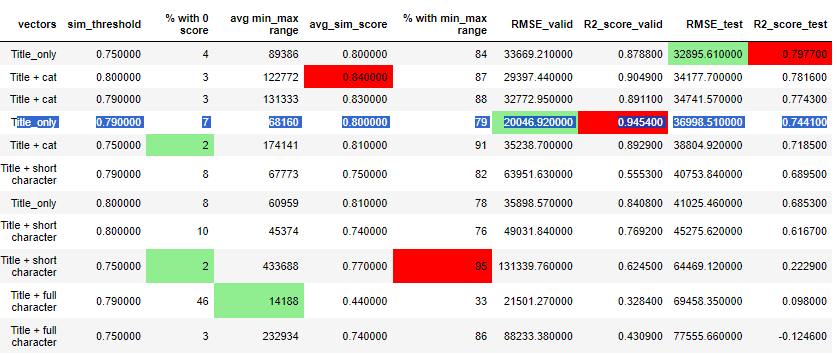 vectors sim_threshold % with 0 score avg min_max range avg_sim_score % with min_max range RMSE_valid R2_score_valid RMSE_test R2_score_test
Title_only 0.750000 4 89386 0.800000 84 33669.210000 0.878800 32895.610000 0.797700
Title + cat 0.800000 3 122772 0.840000 87 29397.440000 0.904900 34177.700000 0.781600
Title + cat 0.790000 3 131333 0.830000 88 32772.950000 0.891100 34741.570000 0.774300
Title_only 0.790000 7 68160 0.800000 79 20046.920000 0.945400 36998.510000 0.744100
Title + cat 0.750000 2 174141 0.810000 91 35238.700000 0.892900 38804.920000 0.718500
Title + short character 0.790000 8 67773 0.750000 82 63951.630000 0.555300 40753.840000 0.689500
Title_only 0.800000 8 60959 0.810000 78 35898.570000 0.840800 41025.460000 0.685300
Title + short character 0.800000 10 45374 0.740000 76 49031.840000 0.769200 45275.620000 0.616700
Title + short character 0.750000 2 433688 0.770000 95 131339.760000 0.624500 64469.120000 0.222900
Title + full character 0.790000 46 14188 0.440000 33 21501.270000 0.328400 69458.350000 0.098000
Title + full character 0.750000 3 232934 0.740000 86 88233.380000 0.430900 77555.660000 -0.124600